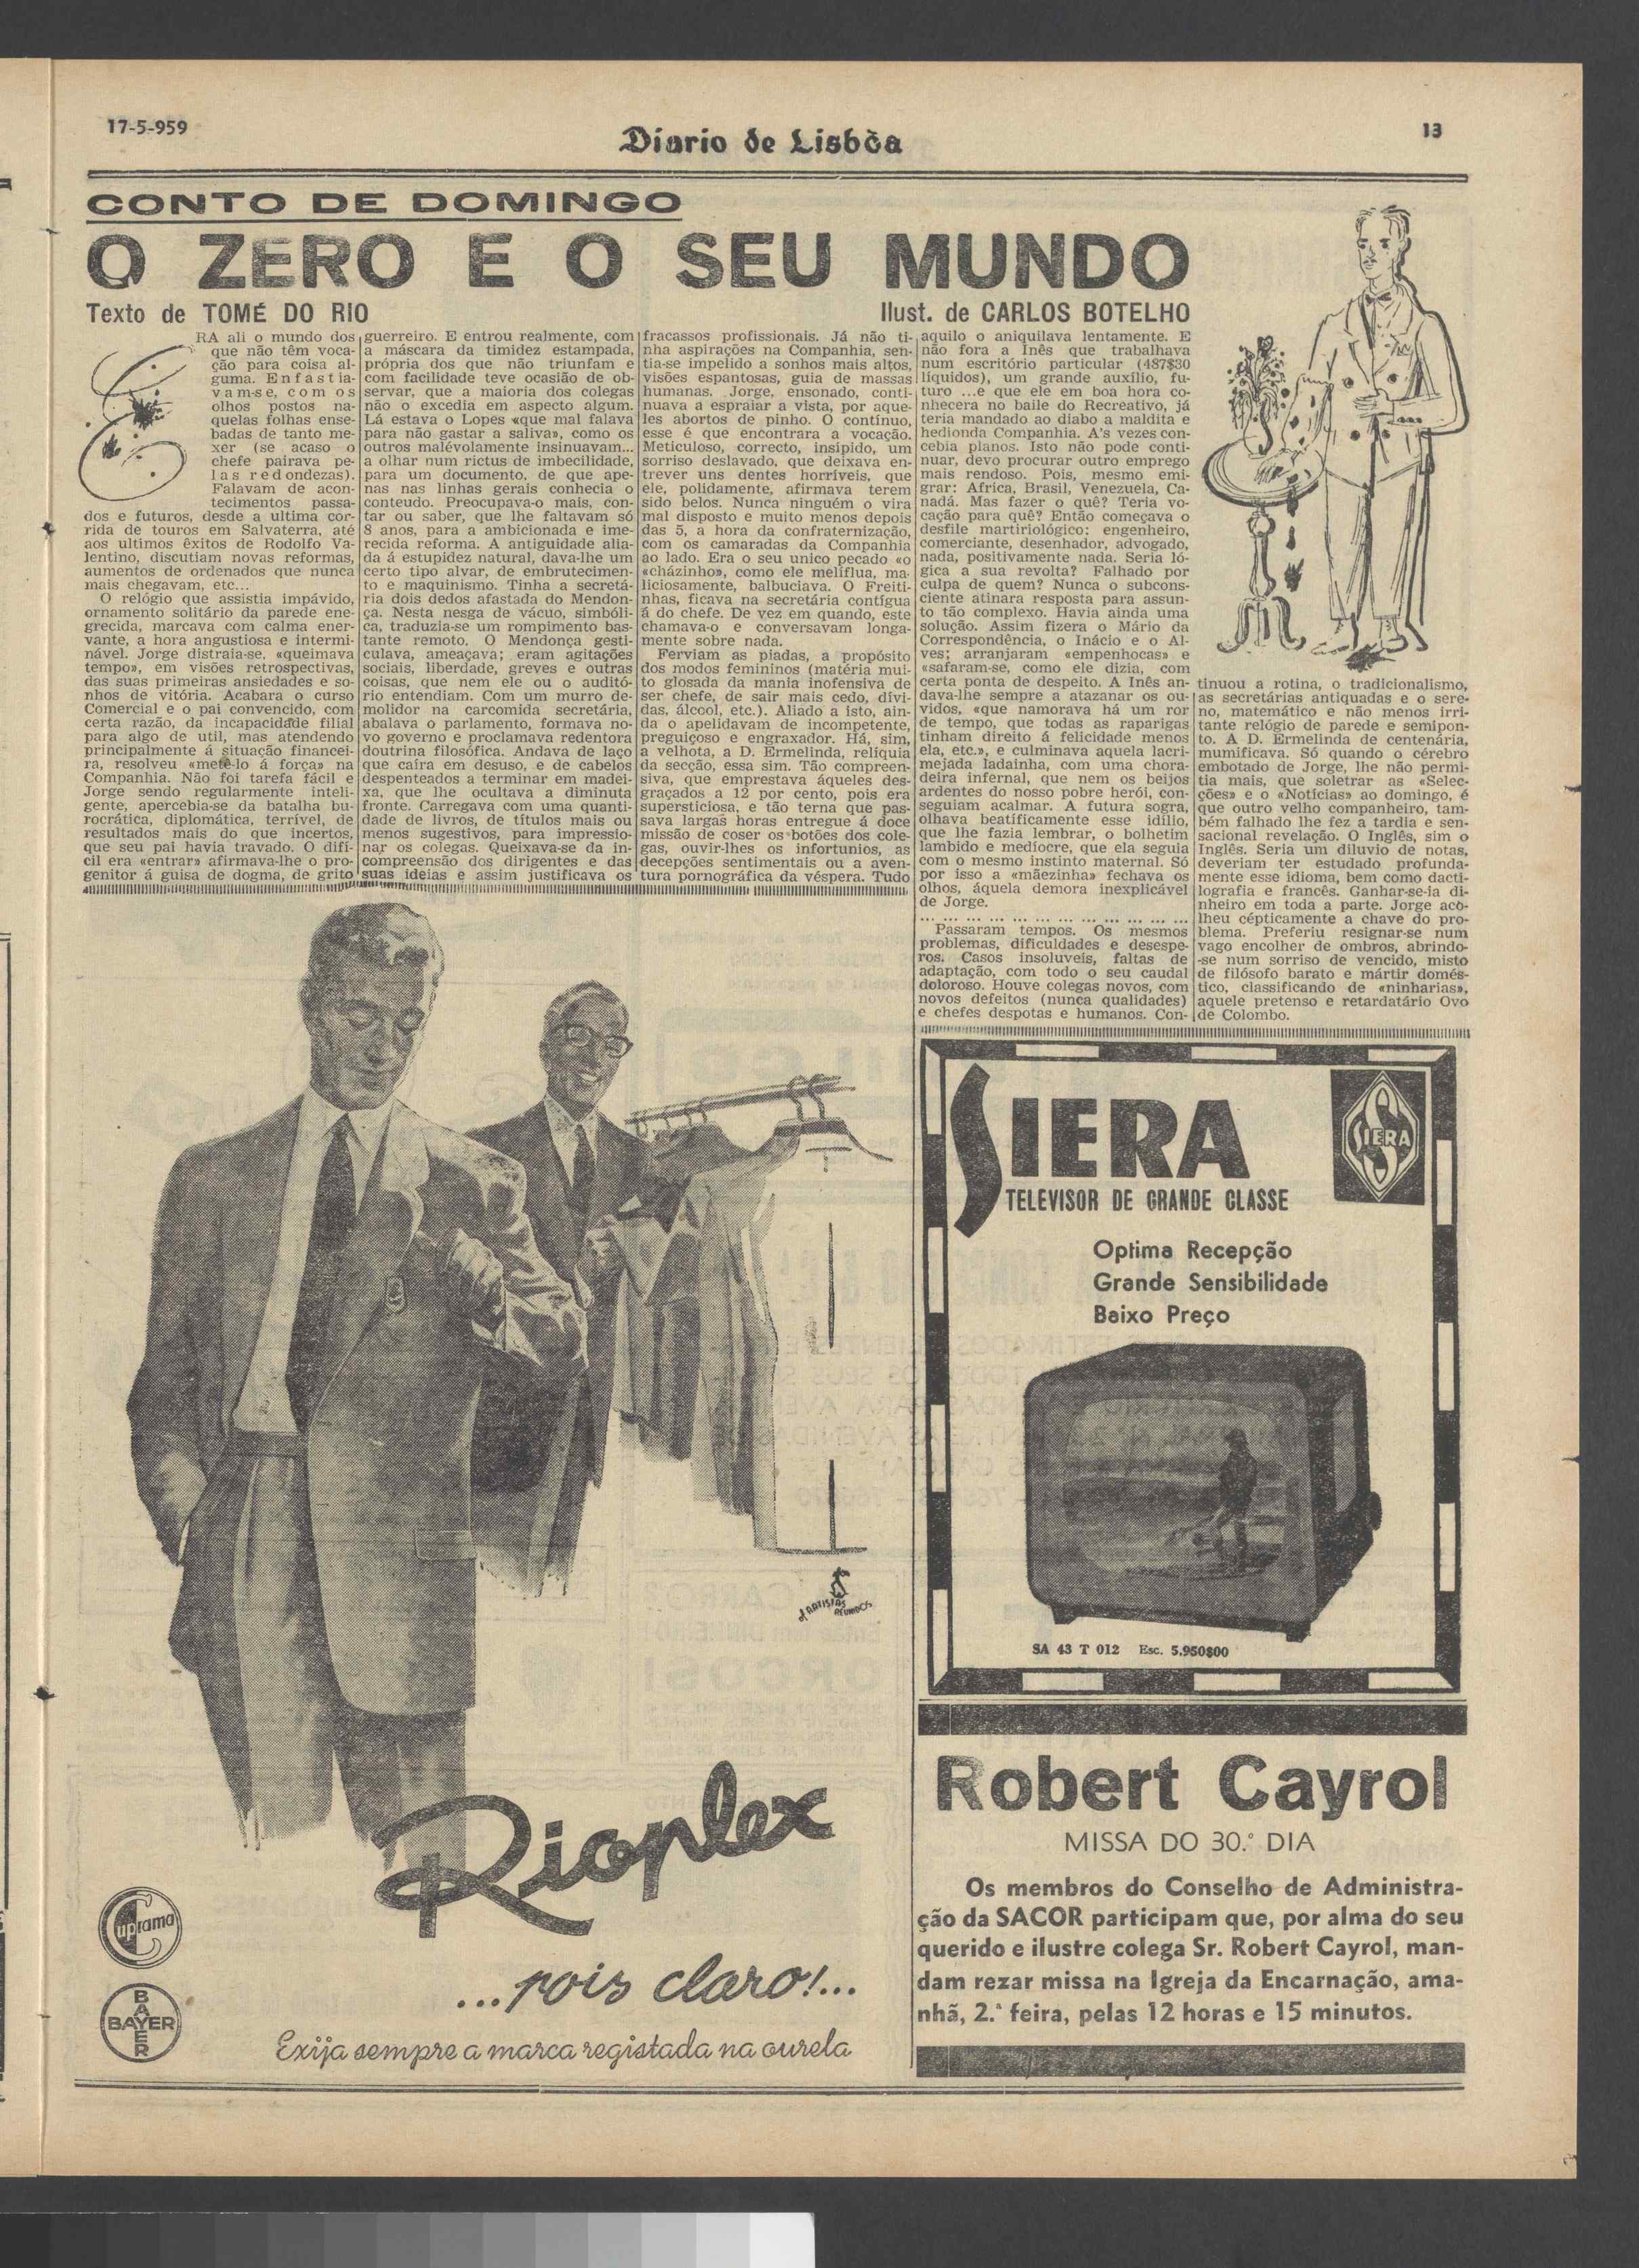 17-5-959
Diario de Lisbôa
13
CONTO DE DOMINGO
O ZERO E O SEU MUNDO
Texto de TOMÉ DO RIO
Ilust. de CARLOS BOTELHO
ERA ali o mundo dos
que não têm voca-
ção para coisa al-
guma. Enfastia-
vam-se, com os
olhos postos na-
quelas folhas ense-
badas de tanto me-
xer (se acaso o
chefe pairava pe-
las redondezas).
Falavam de acon-
tecimentos passa-
dos e futuros, desde a ultima cor-
rida de touros em Salvaterra, até
aos ultimos êxitos de Rodolfo Va-
lentino, discutiam novas reformas,
aumentos de ordenados que nunca
mais chegavam, etc...
O relógio que assistia impávido,
ornamento solitário da parede ene-
grecida, marcava com calma ener-
vante, a hora angustiosa e intermi-
nável. Jorge distraia-se, «queimava
tempo», em visões retrospectivas,
das suas primeiras ansiedades e so-
nhos de vitória. Acabara o curso
Comercial e o pai convencido, com
certa razão, da incapacidade filial
para algo de util, mas atendendo
principalmente á situação financei-
ra, resolveu «metê-lo á força» na
Companhia. Não foi tarefa fácil e
Jorge sendo regularmente inteli-
gente, apercebia-se da batalha bu-
rocrática, diplomática, terrível, de
resultados mais do que incertos,
que seu pai havia travado. O difí-
cil era «entrar» afirmava-lhe o pro-
genitor á guisa de dogma, de grito
guerreiro. E entrou realmente, com
a máscara da timidez estampada,
própria dos que não triunfam e
com facilidade teve ocasião de ob-
servar, que a maioria dos colegas
não o excedia em aspecto algum.
Lá estava o Lopes «que mal falava
para não gastar a saliva», como os
outros malévolamente insinuavam...
a olhar num rictus de imbecilidade,
para um documento, de que ape-
nas nas linhas gerais conhecia o
conteudo. Preocupava-o mais, con-
tar ou saber, que lhe faltavam só
8 anos, para a ambicionada e ime-
recida reforma. A antiguidade alia-
da á estupidez natural, dava-lhe um
certo tipo alvar, de embrutecimen-
to e maquinismo. Tinha a secretá-
ria dois dedos afastada do Mendon-
ça. Nesta nesga de vácuo, simbóli-
ca, traduzia-se um rompimento bas-
tante remoto. O Mendonça gesti-
culava, ameaçava; eram agitações
sociais, liberdade, greves e outras
coisas, que nem ele ou o auditó-
rio entendiam. Com um murro de-
molidor na carcomida secretária,
abalava o parlamento, formava no-
vo governo e proclamava redentora
doutrina filosófica. Andava de laço
que caíra em desuso, e de cabelos
despenteados a terminar em madei-
xa, que lhe ocultava a diminuta
fronte. Carregava com uma quanti-
dade de livros, de títulos mais ou
menos sugestivos, para impressio-
nar os colegas. Queixava-se da in-
compreensão dos dirigentes e das
suas ideias e assim justificava os
fracassos profissionais. Já não ti-
nha aspirações na Companhia, sen-
tia-se impelido a sonhos mais altos,
visões espantosas, guia de massas
humanas. Jorge, ensonado, conti-
nuava a espraiar a vista, por aque-
les abortos de pinho. O contínuo,
esse é que encontrara a vocação.
Meticuloso, correcto, insípido, um
sorriso deslavado, que deixava en-
trever uns dentes horríveis, que
ele, polidamente, afirmava terem
sido belos. Nunca ninguém o vira
mal disposto e muito menos depois
das 5, a hora da confraternização,
com os camaradas da Companhia
ao lado. Era o seu unico pecado «o
«cházinho», como ele meliflua, ma-
liciosamente, balbuciava. O Freiti-
nhas, ficava na secretária contígua
á do chefe. De vez em quando, este
chamava-o e conversavam longa-
mente sobre nada.
Ferviam as piadas, a propósito
dos modos femininos (matéria mui-
to glosada da mania inofensiva de
ser chefe, de sair mais cedo, dívi-
das, álcool, etc.). Aliado a isto, ain-
da o apelidavam de incompetente,
preguiçoso e engraxador. Há, sim,
a velhota, a D. Ermelinda, relíquia
da secção, essa sim. Tão compreen-
siva, que emprestava áqueles des-
graçados a 12 por cento, pois era
supersticiosa, e tão terna que pas-
sava largas horas entregue á doce
missão de coser os botões dos cole-
gas, ouvir-lhes os infortunios, as
decepções sentimentais ou a aven-
tura pornográfica da véspera. Tudo
aquilo o aniquilava lentamente. E
não fora a Inês que trabalhava
num escritório particular (487$30
líquidos), um grande auxílio, fu-
turo ...e que ele em boa hora co-
nhecera no baile do Recreativo, já
teria mandado ao diabo a maldita e
hedionda Companhia. A's vezes con-
cebia planos. Isto não pode conti-
nuar, devo procurar outro emprego
mais rendoso. Pois, mesmo emi-
grar: Africa, Brasil, Venezuela, Ca-
nadá. Mas fazer o quê? Teria vo-
cação para quê? Então começava o
desfile martiriológico: engenheiro,
comerciante, desenhador, advogado,
nada, positivamente nada. Seria ló-
gica a sua revolta? Falhado por
culpa de quem? Nunca o subcons-
ciente atinara resposta para assun-
to tão complexo. Havia ainda uma
solução. Assim fizera o Mário da
Correspondência, o Inácio e o Al-
ves; arranjaram «empenhocas» e
«safaram-se, como ele dizia, com
certa ponta de despeito. A Inês an-
dava-lhe sempre a atazanar os ou-
vidos, «que namorava há um ror
de tempo, que todas as raparigas
tinham direito á felicidade menos
ela, etc.», e culminava aquela lacri-
mejada ladainha, com uma chora-
deira infernal, que nem os beijos
ardentes do nosso pobre herói, con-
seguiam acalmar. A futura sogra,
olhava beatíficamente esse idílio,
que lhe fazia lembrar, o bolhetim
lambido e medíocre, que ela seguia
com o mesmo instinto maternal. Só
por isso a «mãezinha» fechava os
olhos, áquela demora inexplicável
de Jorge.
... ... ... ... ... ... ... ... ... ... ... ...
Passaram tempos. Os mesmos
problemas, dificuldades e desespe-
ros. Casos insoluveis, faltas de
adaptação, com todo o seu caudal
doloroso. Houve colegas novos, com
novos defeitos (nunca qualidades)
e chefes despotas e humanos. Con-
tinuou a rotina, o tradicionalismo,
as secretárias antiquadas e o sere-
no, matemático e não menos irri-
tante relógio de parede e semipon-
to. A D. Ermelinda de centenária,
mumificava. Só quando o cérebro
embotado de Jorge, lhe não permi-
tia mais, que soletrar as «Selec-
ções» e o «Notícias» ao domingo, é
que outro velho companheiro, tam-
bém falhado lhe fez a tardia e sen-
sacional revelação. O Inglês, sim o
Inglês. Seria um diluvio de notas,
deveriam ter estudado profunda-
mente esse idioma, bem como dacti-
lografia e francês. Ganhar-se-ia di-
nheiro em toda a parte. Jorge aco-
lheu cépticamente a chave do pro-
blema. Preferiu resignar-se num
vago encolher de ombros, abrindo-
-se num sorriso de vencido, misto
de filósofo barato e mártir domés-
tico, classificando de «ninharias»,
aquele pretenso e retardatário Ovo
de Colombo.
ARTISTAS
REUNIDOS
Rioplex
...pois claro!...
Exija sempre a marca registada na ourela
Cuprama
BAYER
BAYER
SIERA
SIERA
TELEVISOR DE GRANDE CLASSE
Optima Recepção
Grande Sensibilidade
Baixo Preço
SA 43 T 012 Esc. 5.950$00
Robert Cayrol
MISSA DO 30.º DIA
Os membros do Conselho de Administra-
ção da SACOR participam que, por alma do seu
querido e ilustre colega Sr. Robert Cayrol, man-
dam rezar missa na Igreja da Encarnação, ama-
nhã, 2.ª feira, pelas 12 horas e 15 minutos.